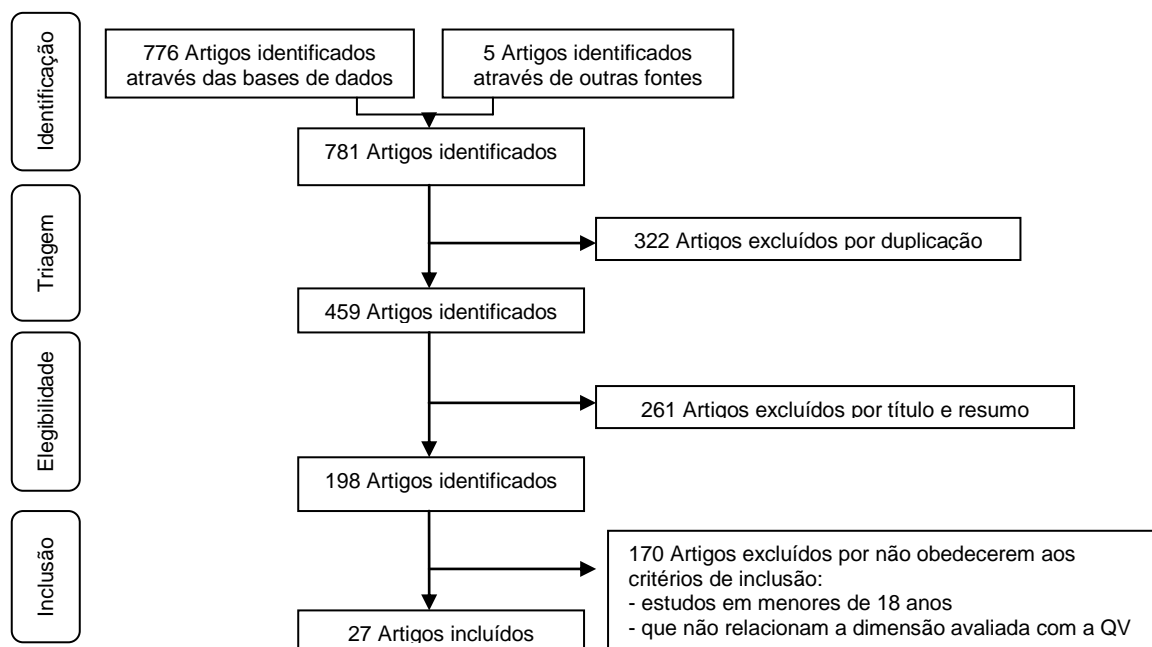 Identificação
776 Artigos identificados
através das bases de dados
5 Artigos identificados
através de outras fontes
781 Artigos identificados
Triagem
322 Artigos excluídos por duplicação
459 Artigos identificados
Elegibilidade
261 Artigos excluídos por título e resumo
198 Artigos identificados
Inclusão
170 Artigos excluídos por não obedecerem aos
critérios de inclusão:
- estudos em menores de 18 anos
- que não relacionam a dimensão avaliada com a QV
27 Artigos incluídos